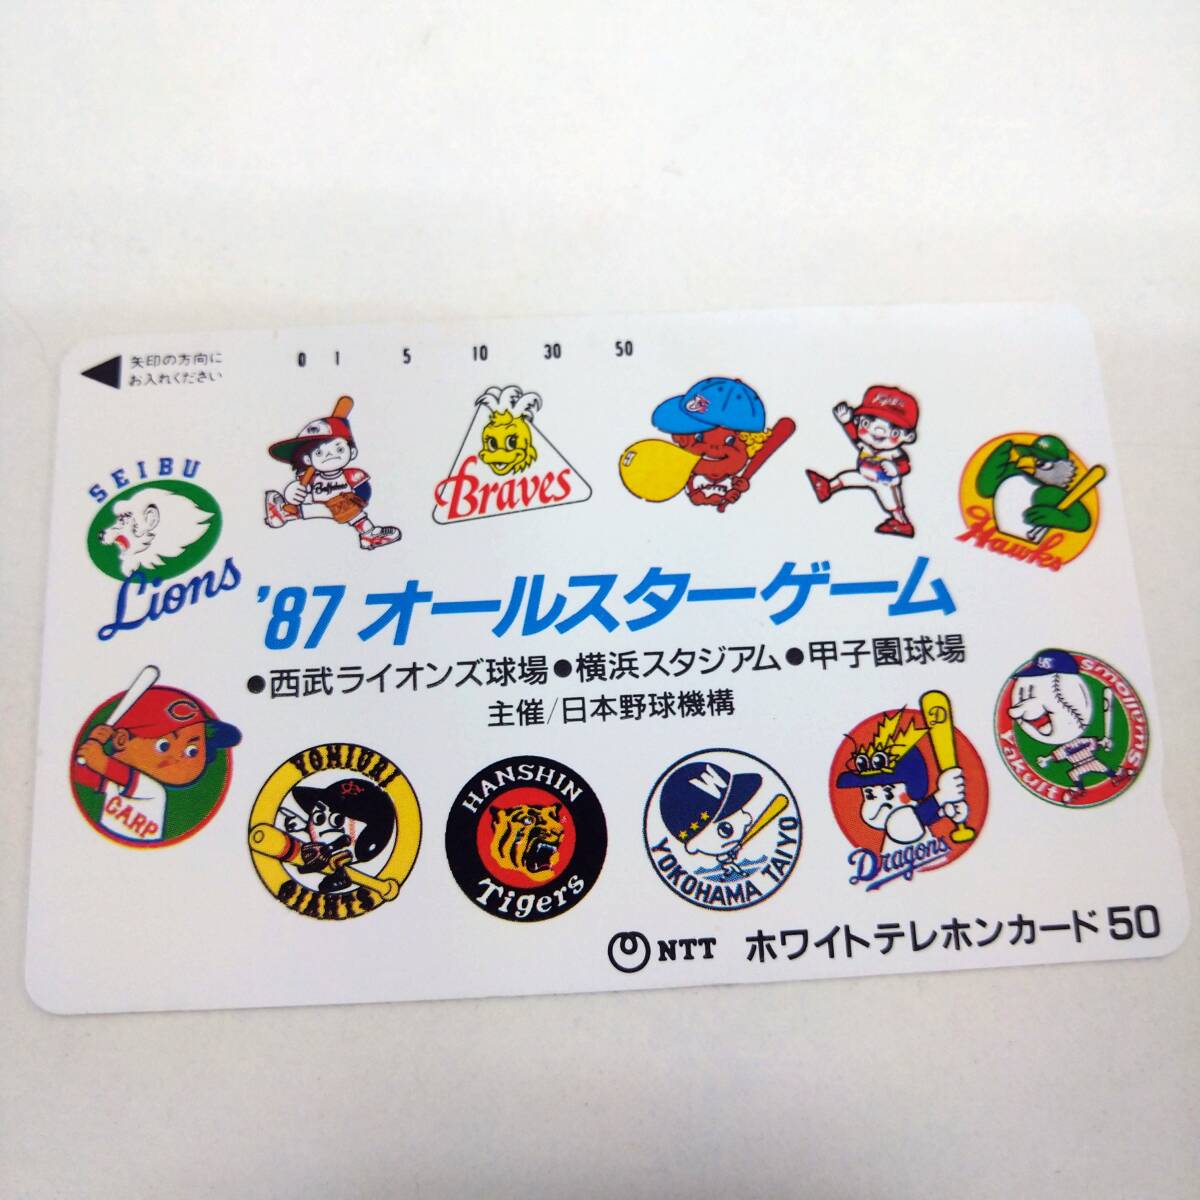 矢印の方向に
お入れください
0 1 5 10 30 50
SEIBU
Lions
Buffaloes
Braves
LOTTE
Hawks
'87 オールスターゲーム
●西武ライオンズ球場●横浜スタジアム●甲子園球場
主催/日本野球機構
C
CARP
YOMIURI
GIANTS
HANSHIN
Tigers
W
YOKOHAMA TAIYO
D
Dragons
YS
Yakult
Swallows
NTT ホワイトテレホンカード50